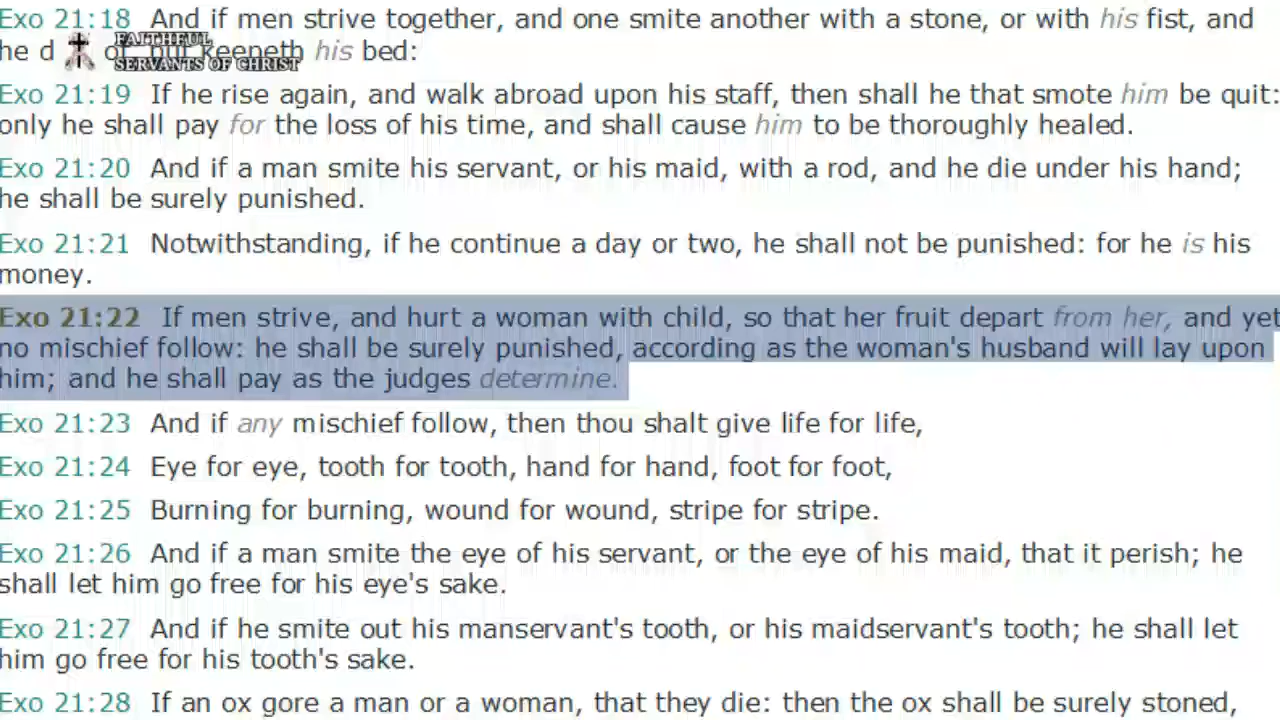 Exo 21:18 And if men strive together, and one smite another with a stone, or with his fist, and
he d
FAITHFUL
SERVANTS OF CHRIST
keepeth his bed:
Exo 21:19 If he rise again, and walk abroad upon his staff, then shall he that smote him be quit:
only he shall pay for the loss of his time, and shall cause him to be thoroughly healed.
Exo 21:20 And if a man smite his servant, or his maid, with a rod, and he die under his hand;
he shall be surely punished.
Exo 21:21 Notwithstanding, if he continue a day or two, he shall not be punished: for he is his
money.
Exo 21:22 If men strive, and hurt a woman with child, so that her fruit depart from her, and yet
no mischief follow: he shall be surely punished, according as the woman's husband will lay upon
him; and he shall pay as the judges determine.
Exo 21:23 And if any mischief follow, then thou shalt give life for life,
Exo 21:24 Eye for eye, tooth for tooth, hand for hand, foot for foot,
Exo 21:25 Burning for burning, wound for wound, stripe for stripe.
Exo 21:26 And if a man smite the eye of his servant, or the eye of his maid, that it perish; he
shall let him go free for his eye's sake.
Exo 21:27 And if he smite out his manservant's tooth, or his maidservant's tooth; he shall let
him go free for his tooth's sake.
Exo 21:28 If an ox gore a man or a woman, that they die: then the ox shall be surely stoned,